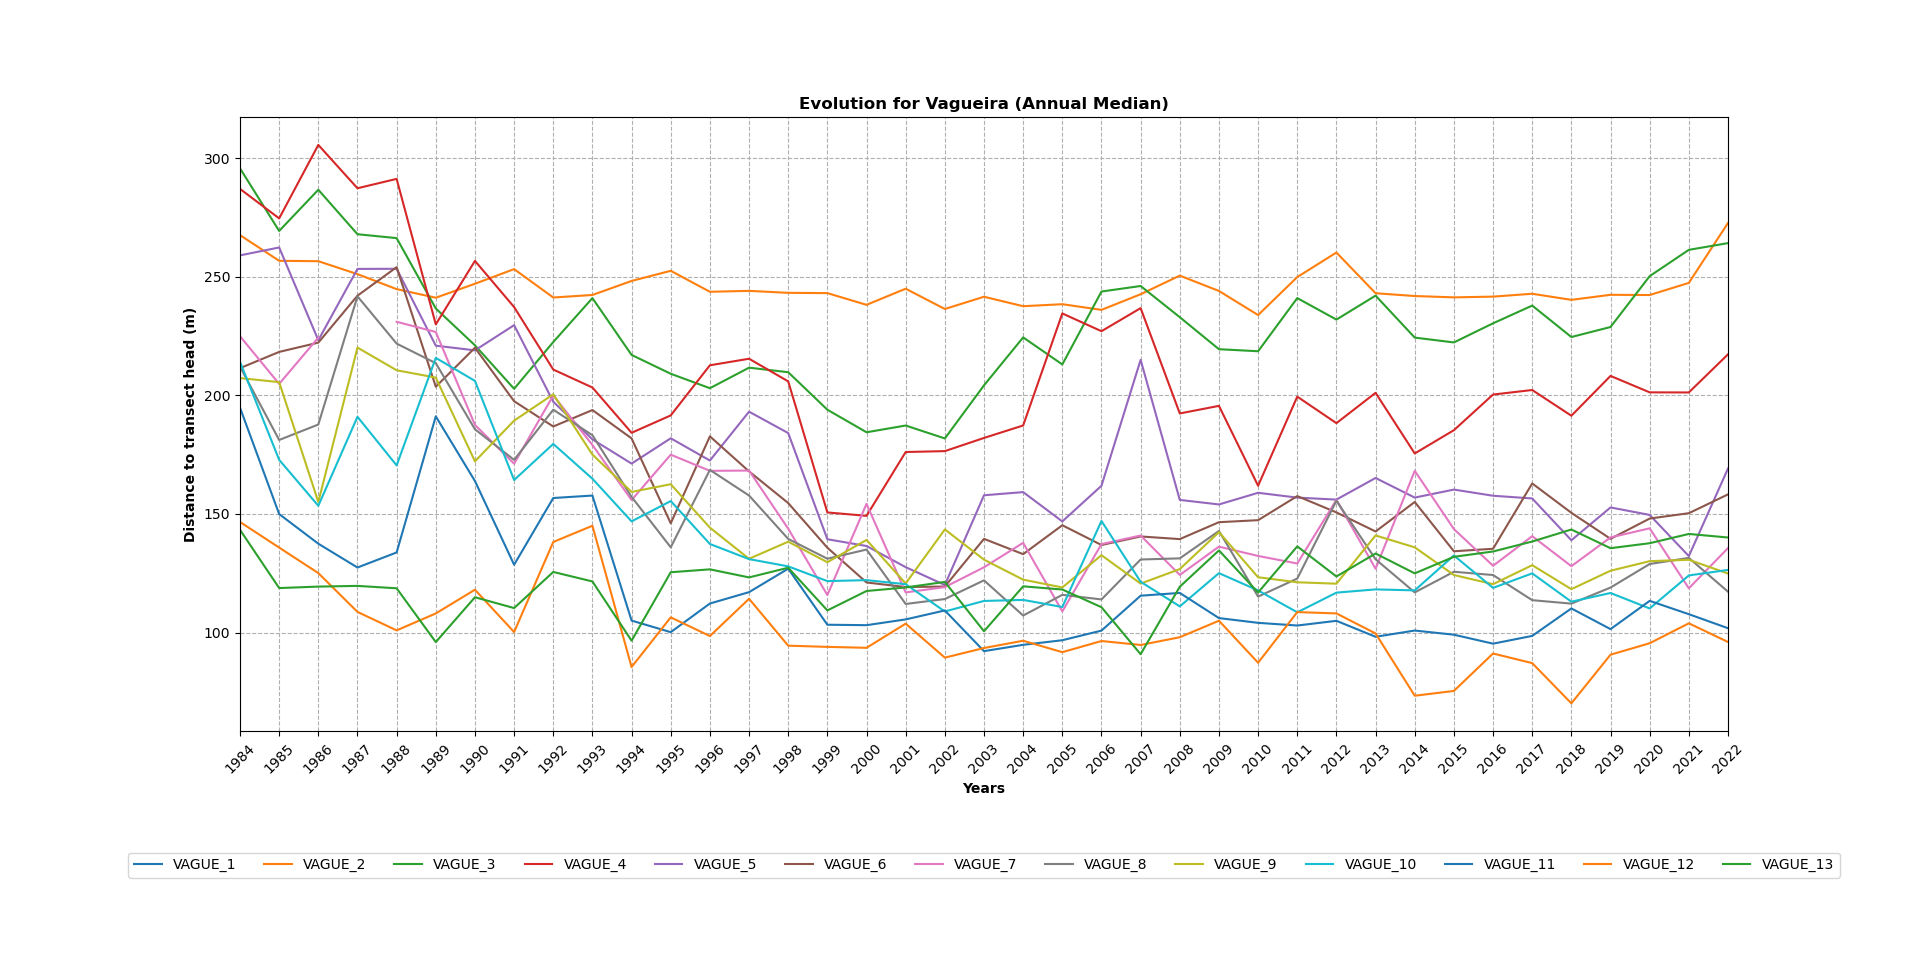 Evolution for Vagueira (Annual Median)
300
250
200
150
100
Distance to transect head (m)
1984 1985 1986 1987 1988 1989 1990 1991 1992 1993 1994 1995 1996 1997 1998 1999 2000 2001 2002 2003 2004 2005 2006 2007 2008 2009 2010 2011 2012 2013 2014 2015 2016 2017 2018 2019 2020 2021 2022
Years
VAGUE_1 VAGUE_2 VAGUE_3 VAGUE_4 VAGUE_5 VAGUE_6 VAGUE_7 VAGUE_8 VAGUE_9 VAGUE_10 VAGUE_11 VAGUE_12 VAGUE_13